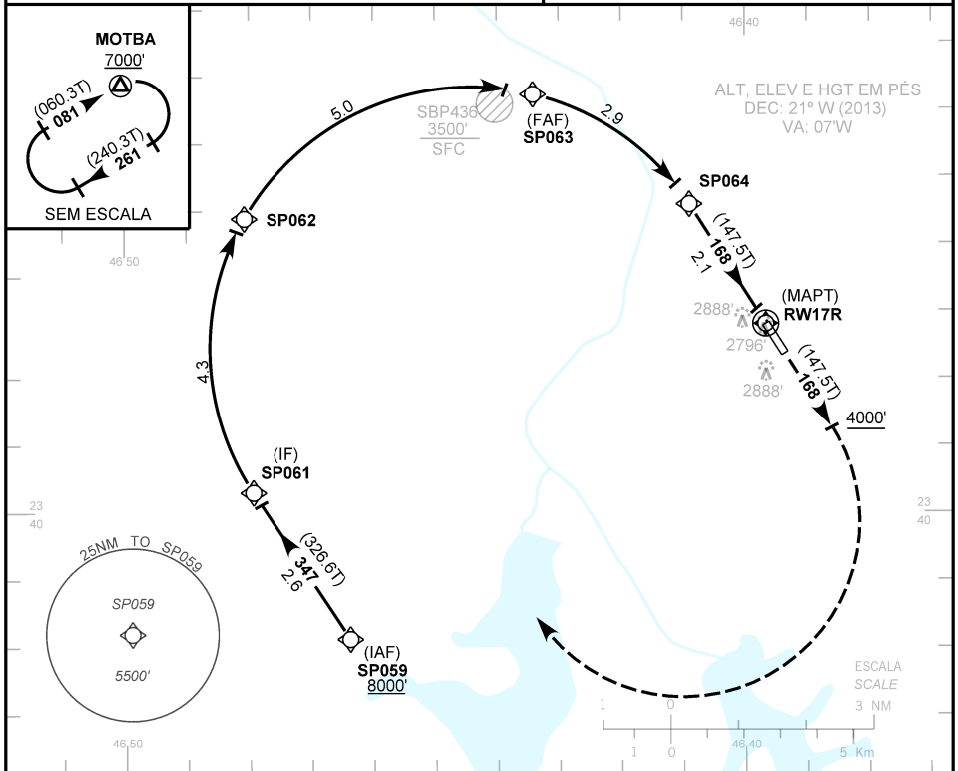 MOTBA
7000'
(060.3T)
081
(240.3T)
261
SEM ESCALA
46 40
ALT, ELEV E HGT EM PÉS
DEC: 21º W (2013)
VA: 07'W
5.0
SBP436
3500'
SFC
(FAF)
SP063
2.9
SP064
SP062
46 50
(147.5T)
168
2.1
(MAPT)
RW17R
2888'
2796'
2888'
(147.5T)
168
4000'
4.3
(IF)
SP061
23
40
23
40
(326.6T)
347
2.6
25NM TO SP059
SP059
5500'
(IAF)
SP059
8000'
ESCALA
SCALE
1 0 3 NM
1 0 5 Km
46 50
46 40